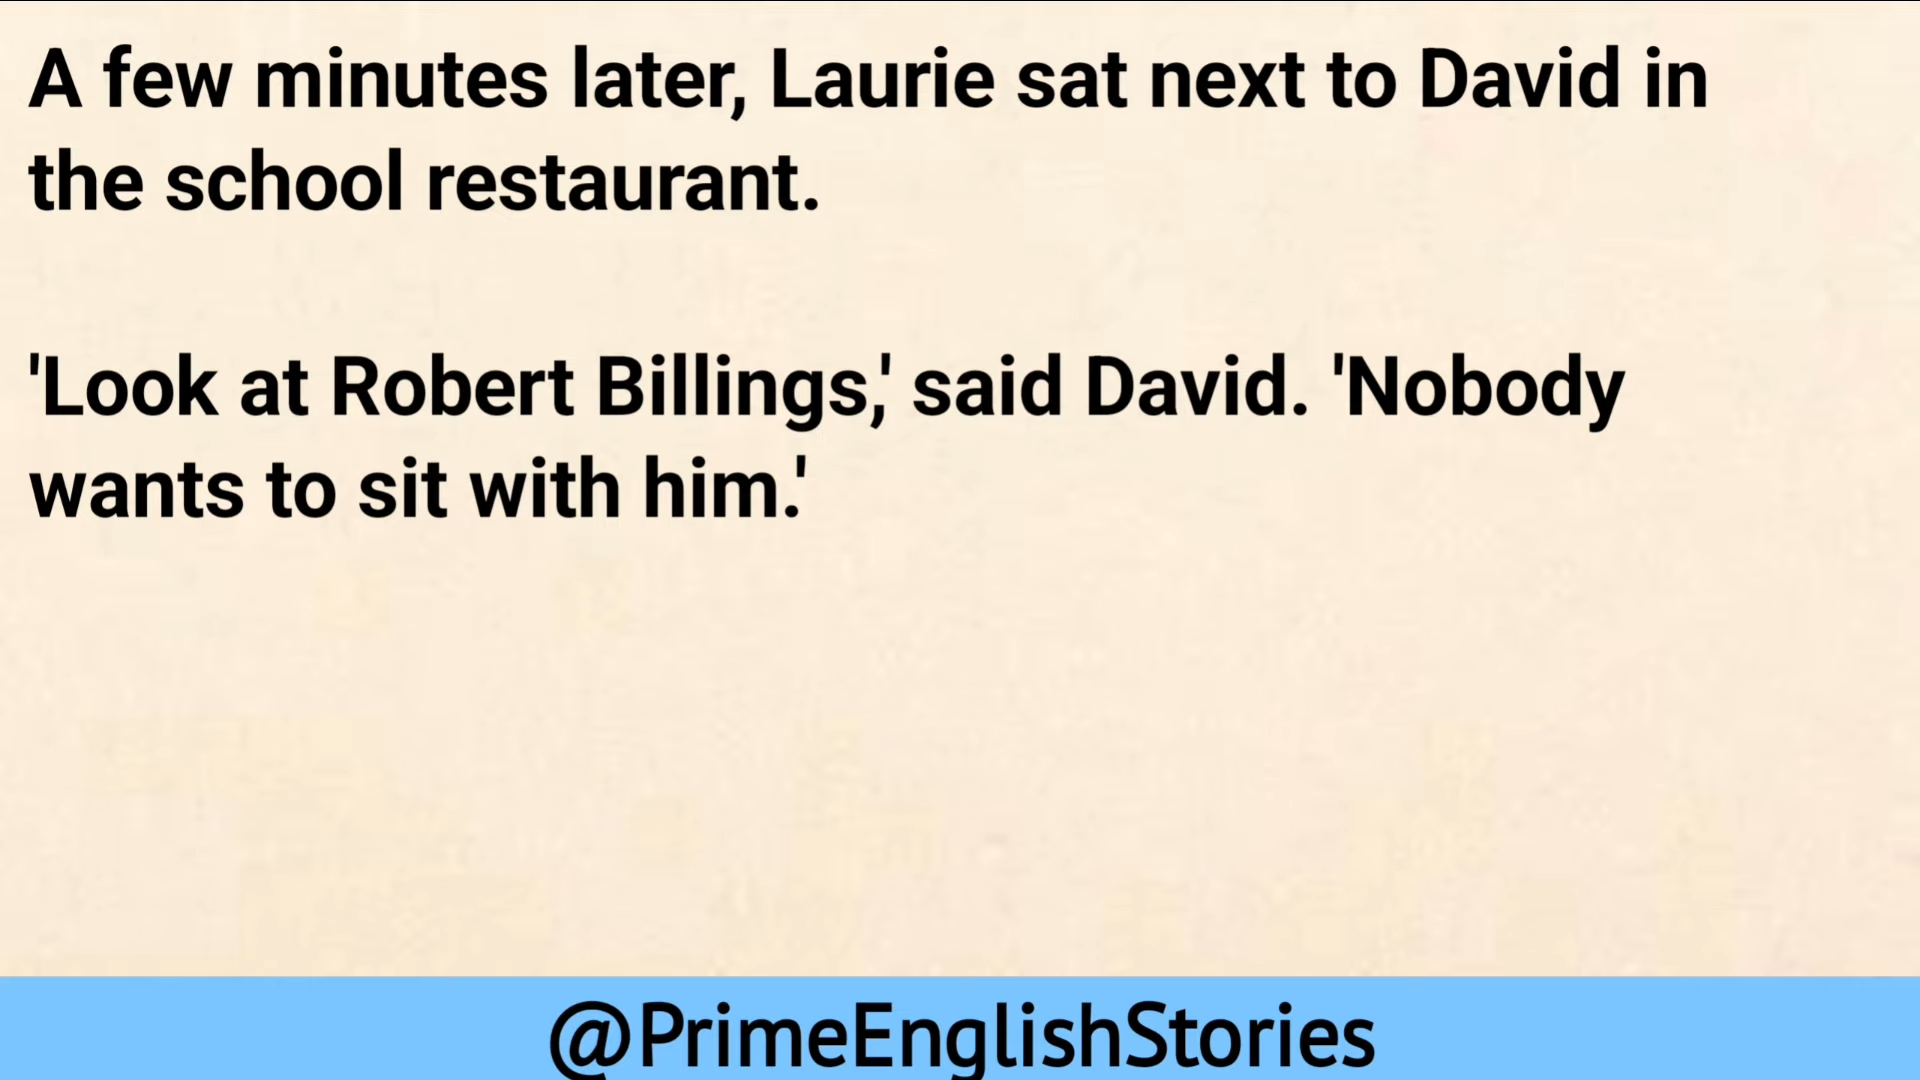 A few minutes later, Laurie sat next to David in
the school restaurant.
'Look at Robert Billings,' said David. 'Nobody
wants to sit with him.'
@PrimeEnglishStories